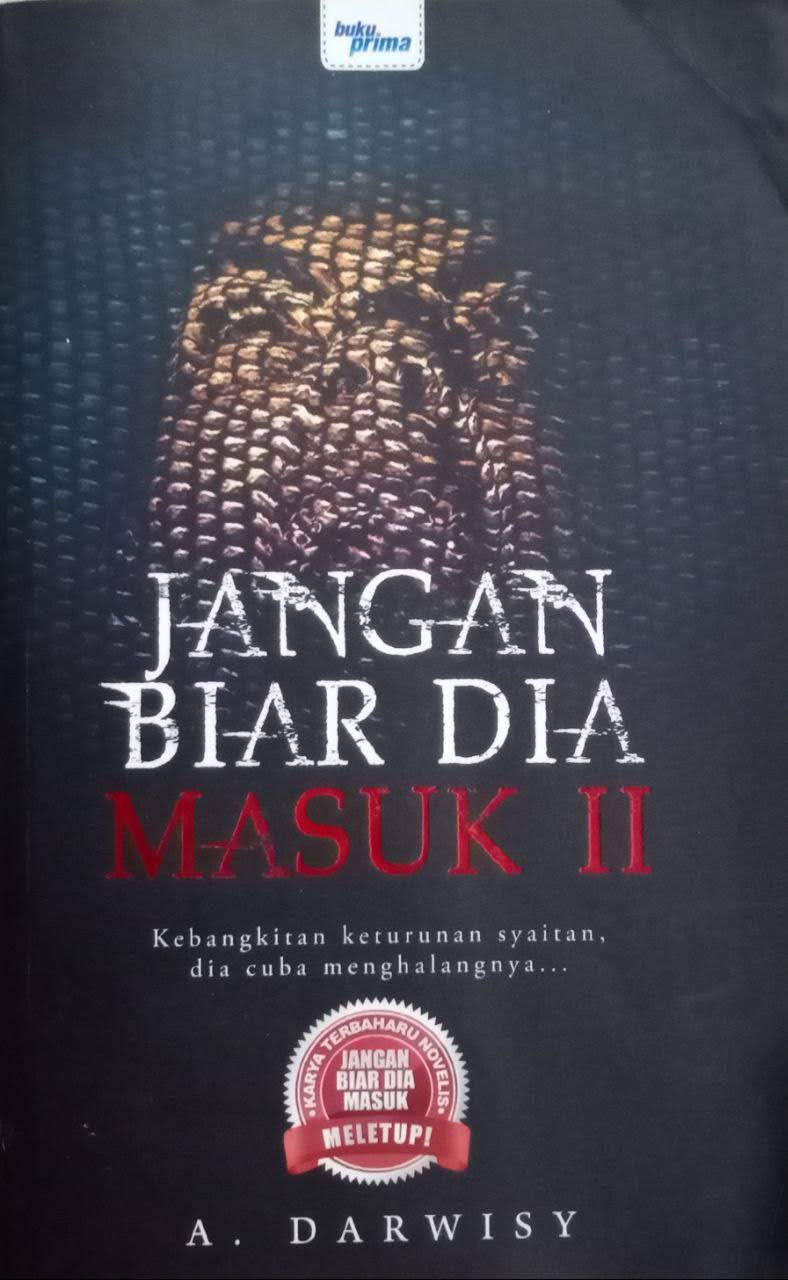 buku
prima
JANGAN
BIAR DIA
MASUK II
Kebangkitan keturunan syaitan,
dia cuba menghalangnya...
• KARYA TERBAHARU NOVELIS •
JANGAN
BIAR DIA
MASUK
MELETUP!
A. DARWISY